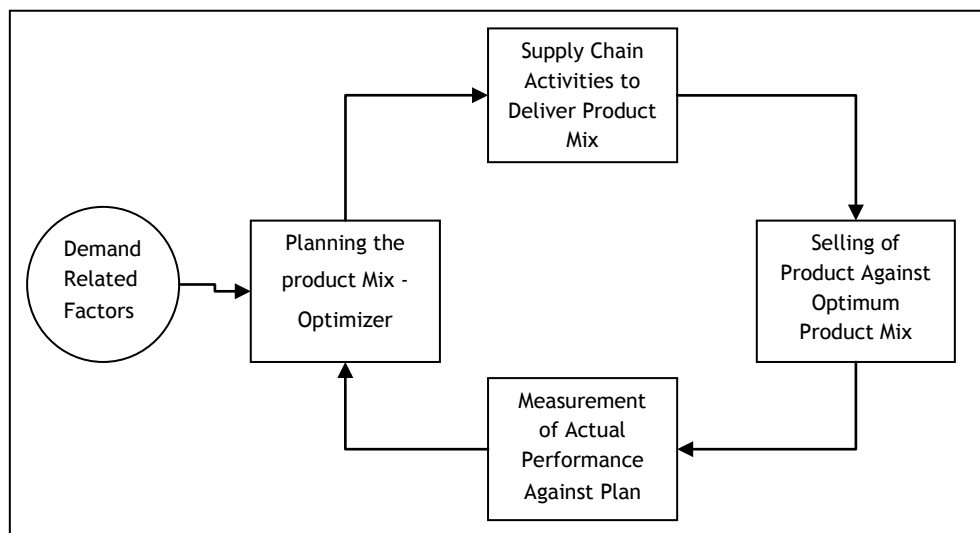 Supply Chain
Activities to
Deliver Product
Mix
Demand
Related
Factors
Planning the
product Mix -
Optimizer
Selling of
Product Against
Optimum
Product Mix
Measurement
of Actual
Performance
Against Plan